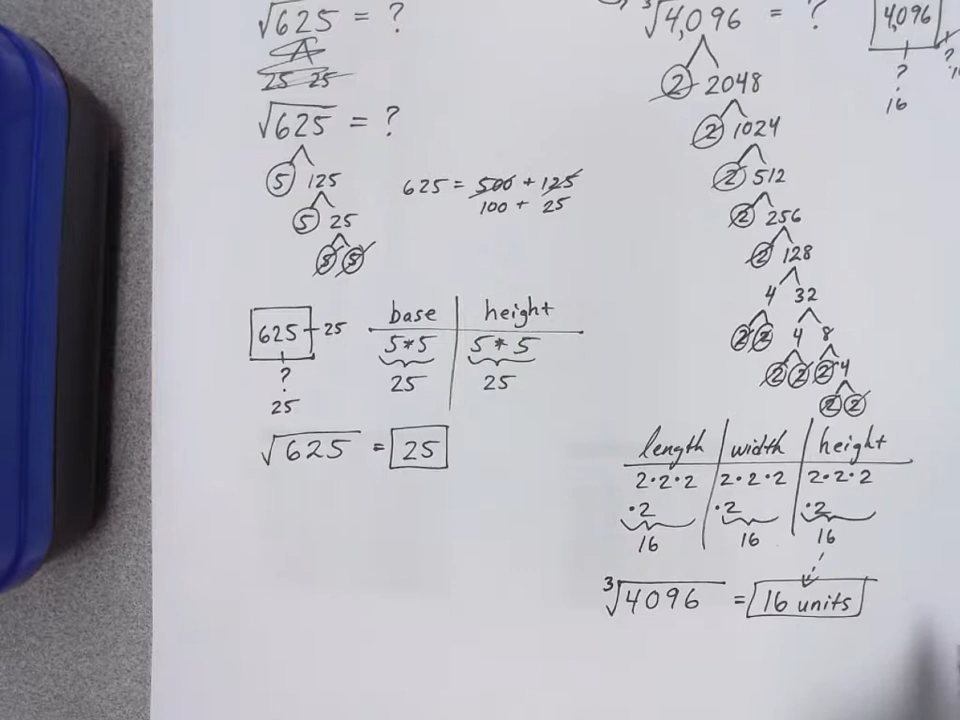 √625 = ?
25 25
√625 = ?
5 125
5 25
5 5
625 = 500 + 125
100 + 25
625 25
?
25
base height
5*5 5*5
25 25
√625 = 25
³√4,096 = ?
2 2048
2 1024
2 512
2 256
2 128
4 32
2 2 4 8
2 2 2 4
2 2
4,096
?
16
?
length width height
2·2·2 2·2·2 2·2·2
·2 ·2 ·2
16 16 16
³√4096 = 16 units